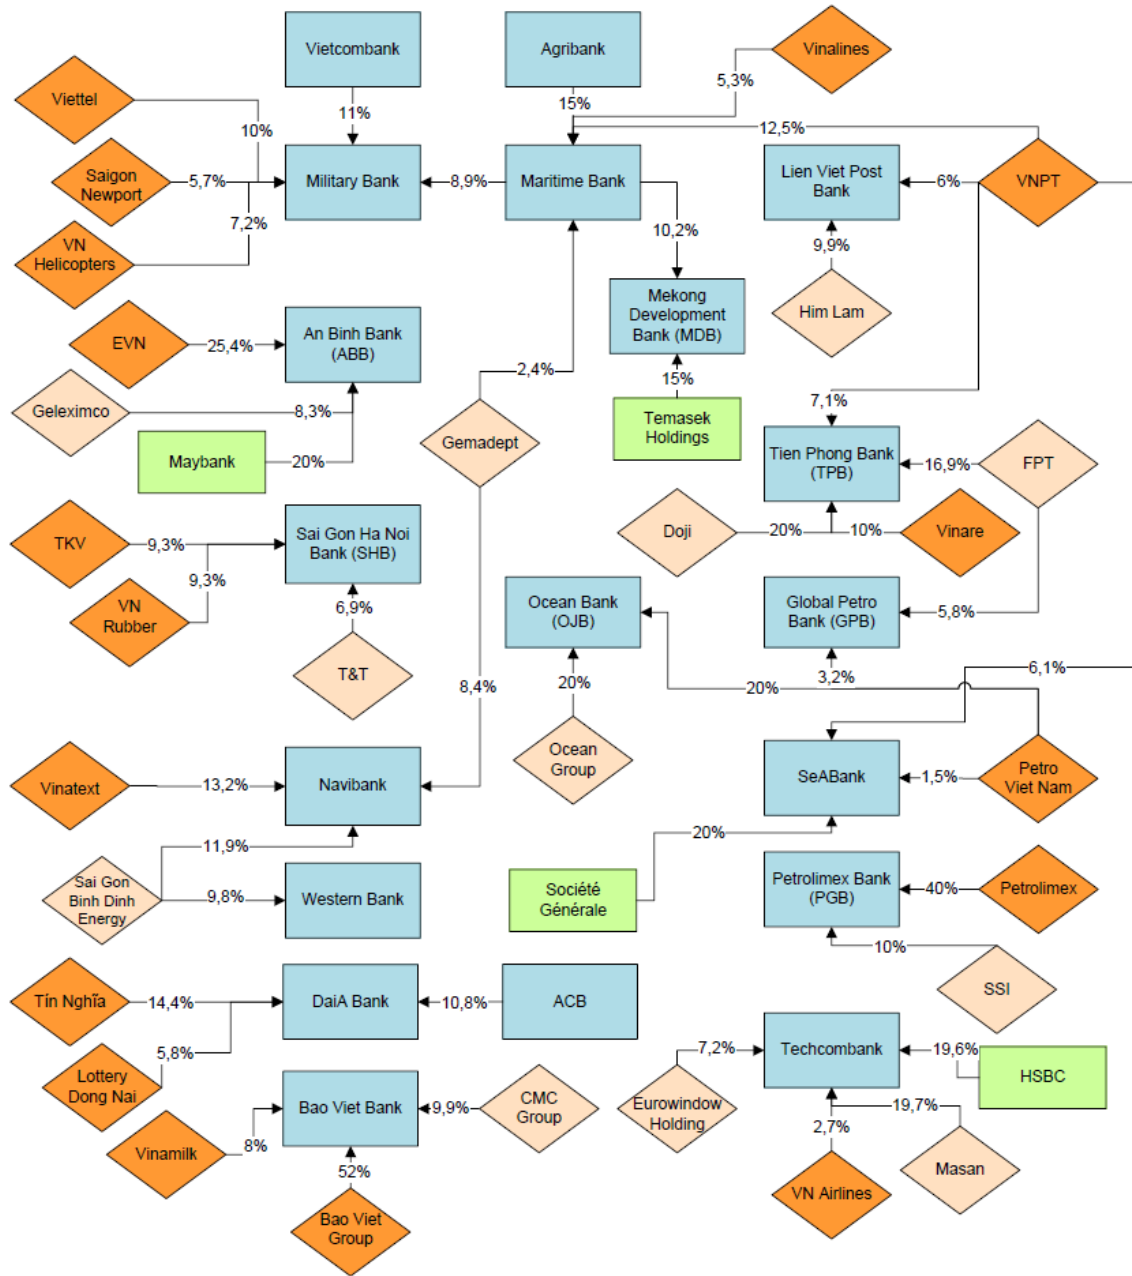 Vietcombank
Agribank
Vinalines
5,3%
Viettel
11%
15%
10%
12,5%
Saigon
Newport
5,7%
Military Bank
8,9%
Maritime Bank
Lien Viet Post
Bank
6%
VNPT
7,2%
VN
Helicopters
10,2%
9,9%
Mekong
Development
Bank (MDB)
Him Lam
EVN
25,4%
An Binh Bank
(ABB)
2,4%
15%
Geleximco
8,3%
7,1%
Gemadept
Temasek
Holdings
Maybank
20%
Tien Phong Bank
(TPB)
16,9%
FPT
Doji
20%
10%
Vinare
TKV
9,3%
Sai Gon Ha Noi
Bank (SHB)
9,3%
VN
Rubber
6,9%
Ocean Bank
(OJB)
Global Petro
Bank (GPB)
5,8%
T&T
8,4%
20%
3,2%
6,1%
20%
Ocean
Group
Vinatext
13,2%
Navibank
SeABank
1,5%
Petro
Viet Nam
11,9%
20%
Sai Gon
Binh Dinh
Energy
9,8%
Western Bank
Société
Générale
Petrolimex Bank
(PGB)
40%
Petrolimex
10%
SSI
Tín Nghĩa
14,4%
DaiA Bank
10,8%
ACB
5,8%
Lottery
Dong Nai
7,2%
Techcombank
19,6%
HSBC
Bao Viet Bank
9,9%
CMC
Group
Eurowindow
Holding
19,7%
2,7%
Vinamilk
8%
52%
Masan
VN Airlines
Bao Viet
Group